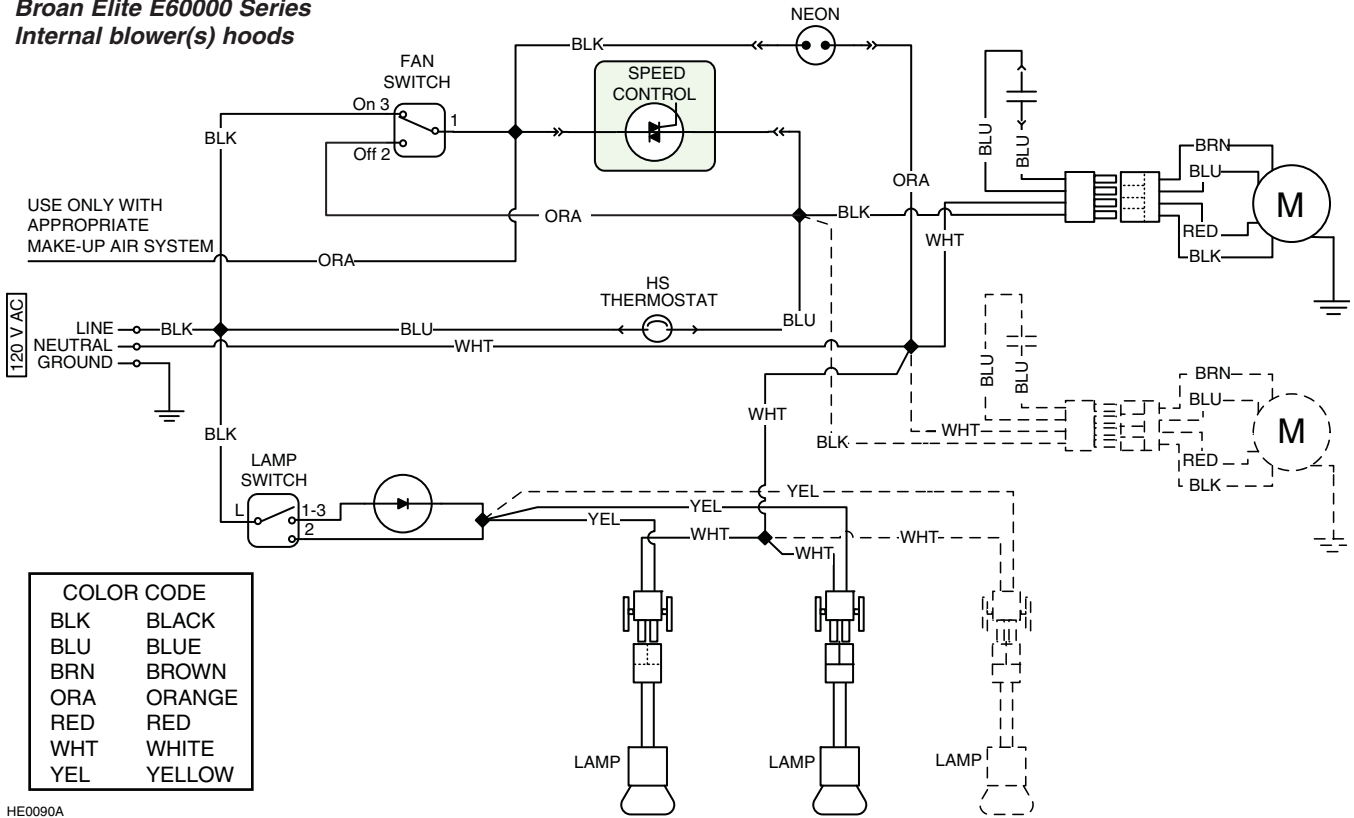 Broan Elite E60000 Series
Internal blower(s) hoods
NEON
BLK
FAN
SWITCH
SPEED
CONTROL
On 3
1
Off 2
BLK
BLU
BLU
BRN
BLU
M
RED
BLK
ORA
USE ONLY WITH
APPROPRIATE
MAKE-UP AIR SYSTEM
ORA
BLK
WHT
ORA
HS
THERMOSTAT
120 V AC
LINE
BLK
BLU
BLU
NEUTRAL
WHT
GROUND
BLU
BLU
BRN
BLU
M
RED
BLK
WHT
WHT
BLK
BLK
LAMP
SWITCH
L
1-3
2
YEL
YEL
YEL
WHT
WHT
WHT
COLOR CODE
BLK BLACK
BLU BLUE
BRN BROWN
ORA ORANGE
RED RED
WHT WHITE
YEL YELLOW
LAMP
LAMP
LAMP
HE0090A